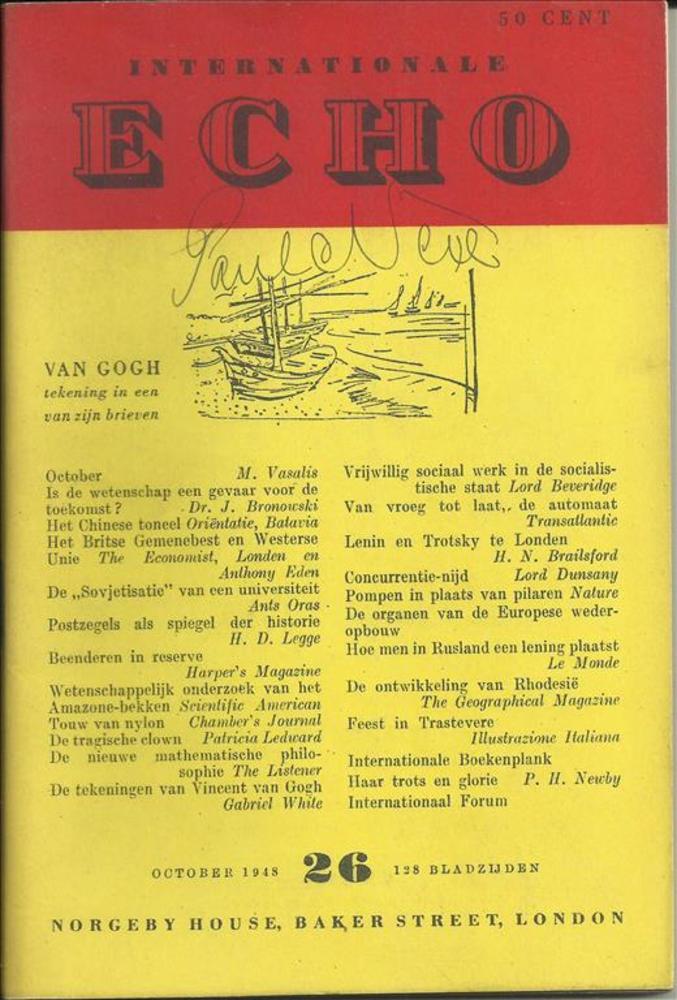 50 CENT
INTERNATIONALE
ECHO
VAN GOGH
tekening in een
van zijn brieven
October M. Vasalis
Is de wetenschap een gevaar voor de
toekomst? Dr. J. Bronowski
Het Chinese toneel Oriëntatie, Batavia
Het Britse Gemenebest en Westerse
Unie The Economist, Londen en
Anthony Eden
De „Sovjetisatie" van een universiteit
Ants Oras
Postzegels als spiegel der historie
H. D. Legge
Beenderen in reserve
Harper's Magazine
Wetenschappelijk onderzoek van het
Amazone-bekken Scientific American
Touw van nylon Chamber's Journal
De tragische clown Patricia Ledward
De nieuwe mathematische philo-
sophie The Listener
De tekeningen van Vincent van Gogh
Gabriel White
Vrijwillig sociaal werk in de socialis-
tische staat Lord Beveridge
Van vroeg tot laat,. de automaat
Transatlantic
Lenin en Trotsky te Londen
H. N. Brailsford
Concurrentie-nijd Lord Dunsany
Pompen in plaats van pilaren Nature
De organen van de Europese weder-
opbouw
Hoe men in Rusland een lening plaatst
Le Monde
De ontwikkeling van Rhodesië
The Geographical Magazine
Feest in Trastevere
Illustrazione Italiana
Internationale Boekenplank
Haar trots en glorie P. H. Newby
Internationaal Forum
OCTOBER 1948 26 128 BLADZIJDEN
NORGEBY HOUSE, BAKER STREET, LONDON